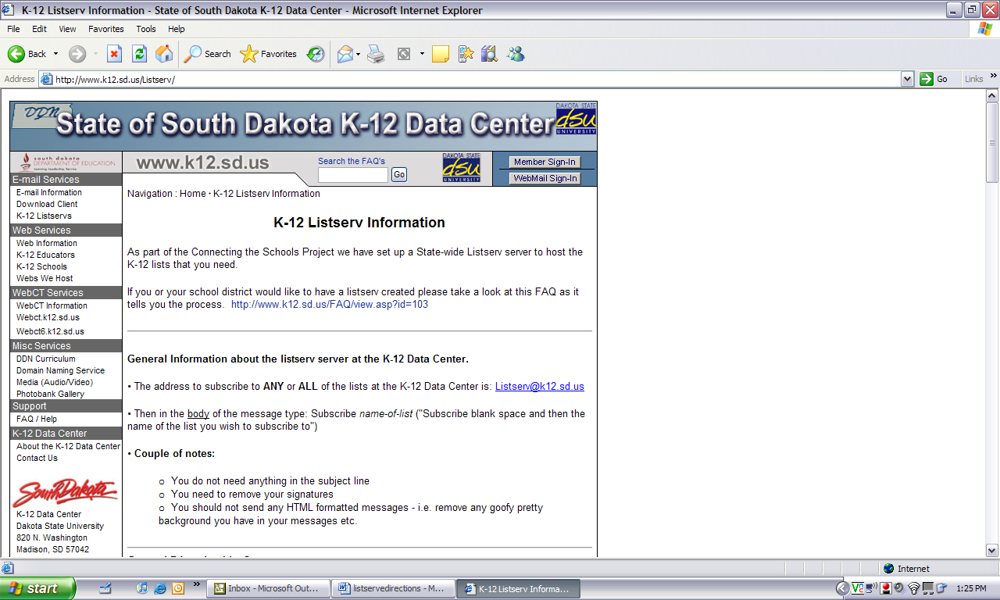 K-12 Listserv Information - State of South Dakota K-12 Data Center - Microsoft Internet Explorer
File Edit View Favorites Tools Help
Back Search Favorites
Address http://www.k12.sd.us/Listserv/ Go Links »
DDN State of South Dakota K-12 Data Center DAKOTA STATE
dsu
UNIVERSITY
south dakota
DEPARTMENT OF EDUCATION
Learning. Leadership. Service.
www.k12.sd.us
Search the FAQ's
Go
DAKOTA STATE
dsu
UNIVERSITY
Member Sign-In
WebMail Sign-In
E-mail Services
E-mail Information
Download Client
K-12 Listservs
Web Services
Web Information
K-12 Educators
K-12 Schools
Webs We Host
WebCT Services
WebCT Information
Webct.k12.sd.us
Webct6.k12.sd.us
Misc Services
DDN Curriculum
Domain Naming Service
Media (Audio/Video)
Photobank Gallery
Support
FAQ / Help
K-12 Data Center
About the K-12 Data Center
Contact Us
South Dakota
K-12 Data Center
Dakota State University
820 N. Washington
Madison, SD 57042
Navigation : Home · K-12 Listserv Information
K-12 Listserv Information
As part of the Connecting the Schools Project we have set up a State-wide Listserv server to host the
K-12 lists that you need.
If you or your school district would like to have a listserv created please take a look at this FAQ as it
tells you the process. http://www.k12.sd.us/FAQ/view.asp?id=103
General Information about the listserv server at the K-12 Data Center.
• The address to subscribe to ANY or ALL of the lists at the K-12 Data Center is: Listserv@k12.sd.us
• Then in the body of the message type: Subscribe name-of-list ("Subscribe blank space and then the
name of the list you wish to subscribe to")
• Couple of notes:
o You do not need anything in the subject line
o You need to remove your signatures
o You should not send any HTML formatted messages - i.e. remove any goofy pretty
background you have in your messages etc.
Internet
start » Inbox - Microsoft Out... listservedirections - M... K-12 Listserv Informa... 1:25 PM